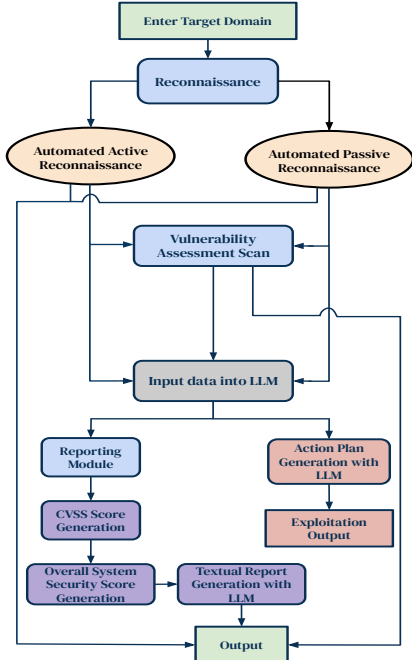 Enter Target Domain
Reconnaissance
Automated Active
Reconnaissance
Automated Passive
Reconnaissance
Vulnerability
Assessment Scan
Input data into LLM
Reporting
Module
Action Plan
Generation with
LLM
CVSS Score
Generation
Exploitation
Output
Overall System
Security Score
Generation
Textual Report
Generation with
LLM
Output